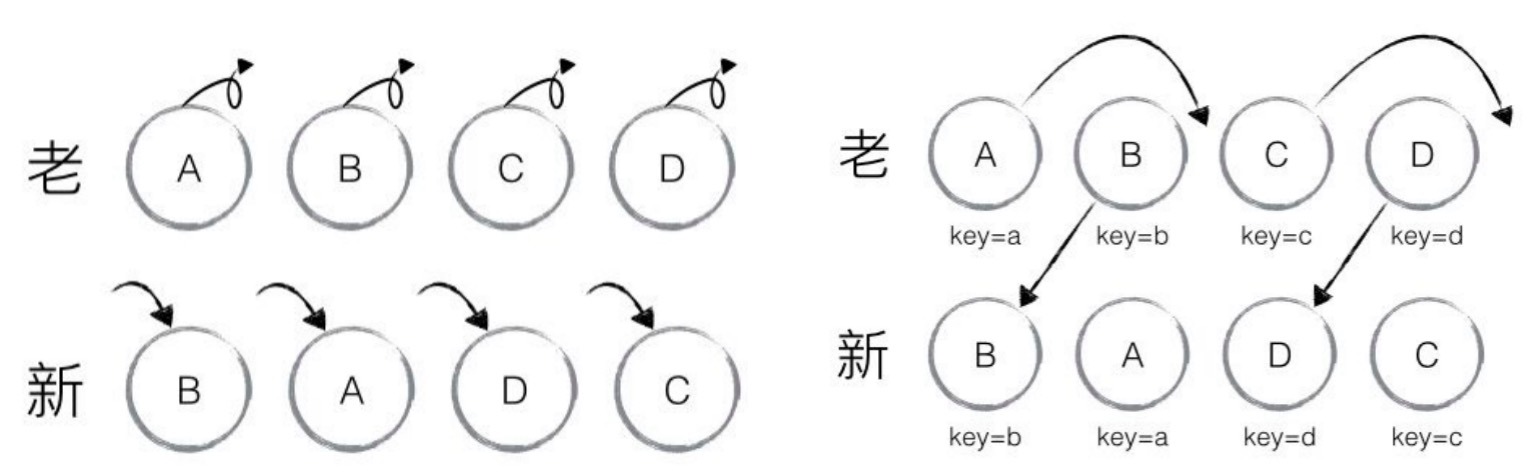 老 A B C D
新 B A D C
老 A B C D
key=a key=b key=c key=d
新 B A D C
key=b key=a key=d key=c